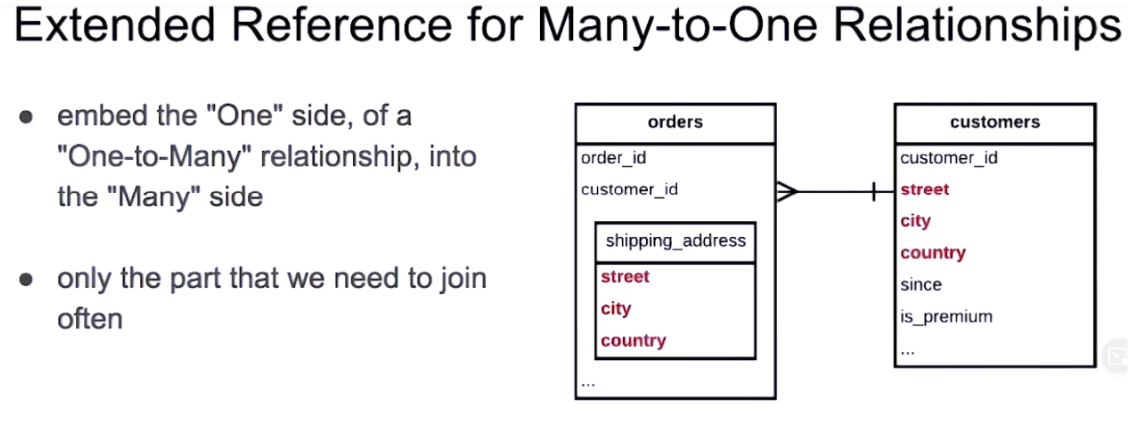 Extended Reference for Many-to-One Relationships
● embed the "One" side, of a
"One-to-Many" relationship, into
the "Many" side
● only the part that we need to join
often
orders
order_id
customer_id
shipping_address
street
city
country
...
customers
customer_id
street
city
country
since
is_premium
...